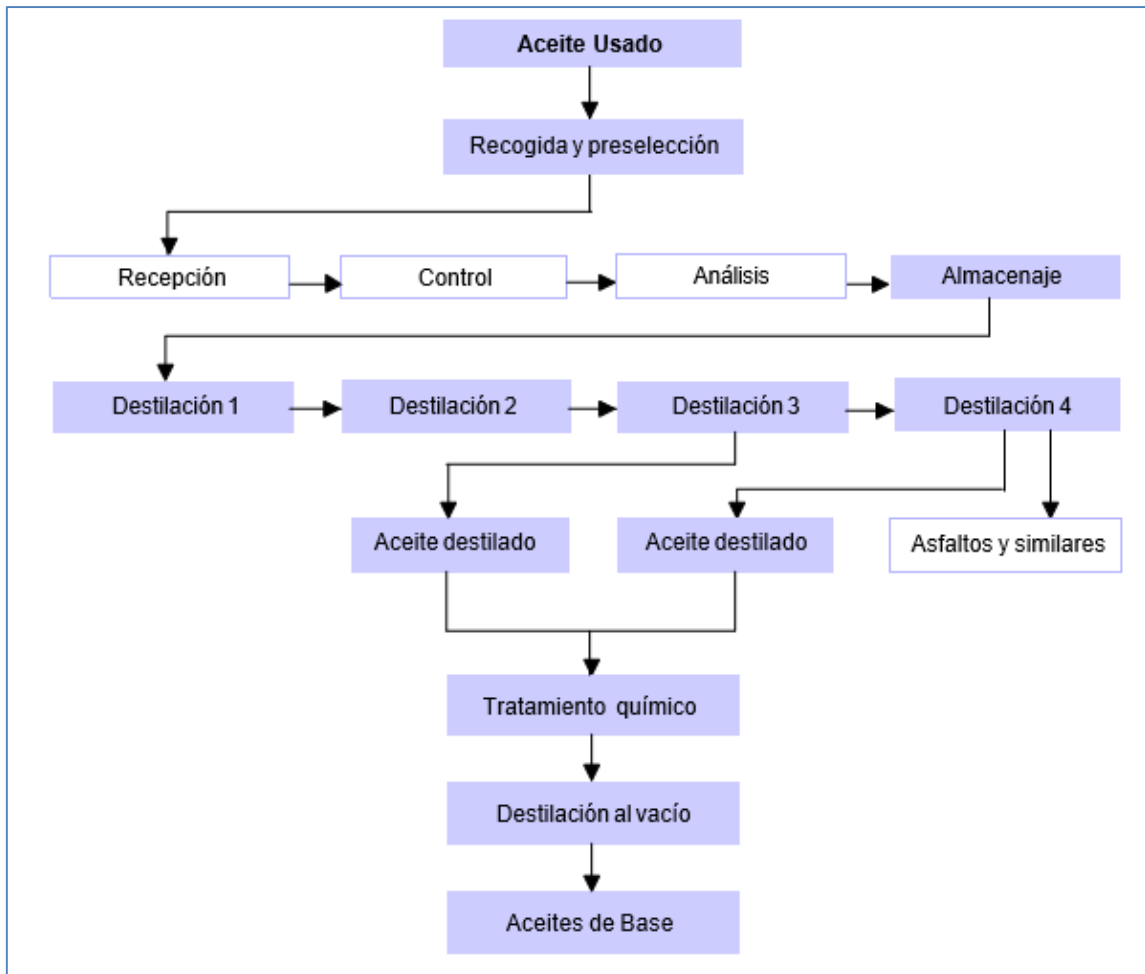 Aceite Usado
Recogida y preselección
Recepción
Control
Análisis
Almacenaje
Destilación 1
Destilación 2
Destilación 3
Destilación 4
Aceite destilado
Aceite destilado
Asfaltos y similares
Tratamiento químico
Destilación al vacío
Aceites de Base